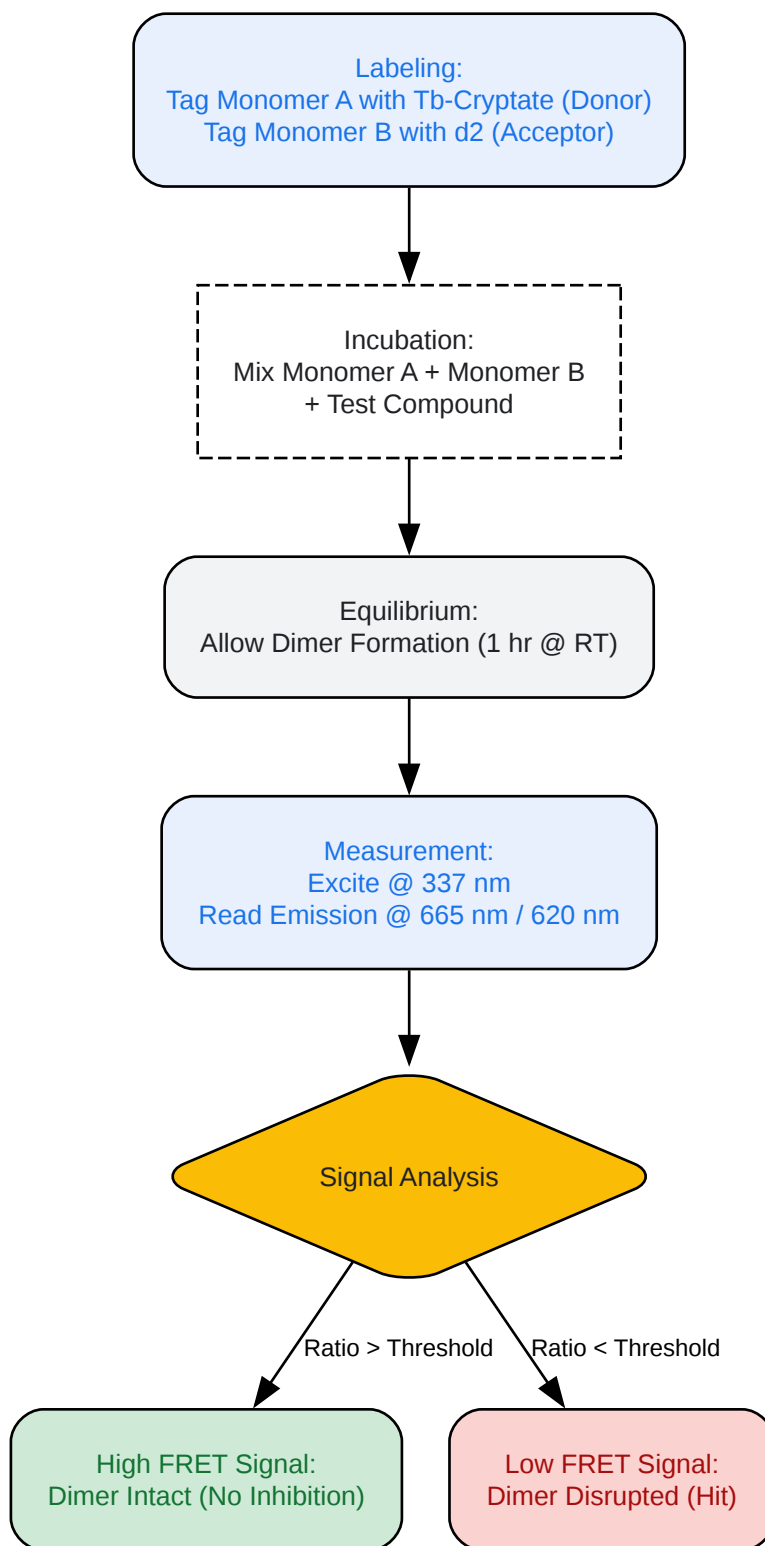 Labeling:
Tag Monomer A with Tb-Cryptate (Donor)
Tag Monomer B with d2 (Acceptor)
Incubation:
Mix Monomer A + Monomer B
+ Test Compound
Equilibrium:
Allow Dimer Formation (1 hr @ RT)
Measurement:
Excite @ 337 nm
Read Emission @ 665 nm / 620 nm
Signal Analysis
Ratio > Threshold
Ratio < Threshold
High FRET Signal:
Dimer Intact (No Inhibition)
Low FRET Signal:
Dimer Disrupted (Hit)